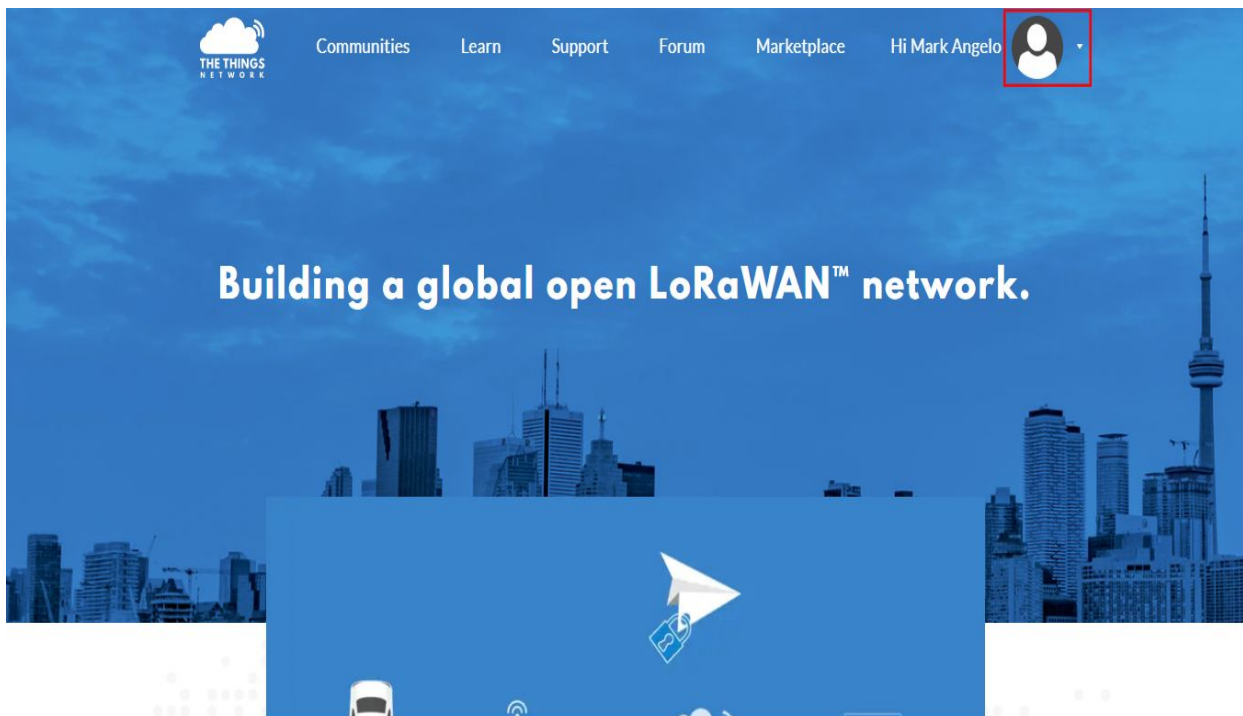 THE THINGS
NETWORK
Communities Learn Support Forum Marketplace Hi Mark Angelo
Building a global open LoRaWAN™ network.